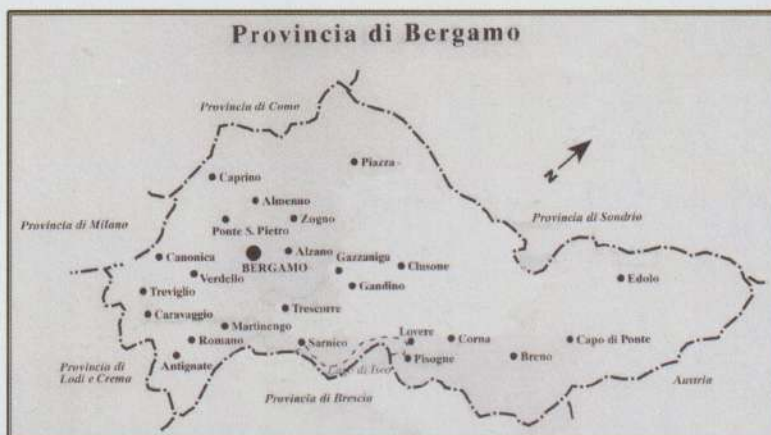 Provincia di Bergamo
Provincia di Como
Piazza
Caprino
N
Almenno
Provincia di Milano
Zogno
Ponte S. Pietro
Provincia di Sondrio
Canonica
Alzano
BERGAMO
Gazzaniga
Clusone
Verdello
Edolo
Gandino
Treviglio
Trescorre
Caravaggio
Martinengo
Romano
Sarnico
Lovere
Corna
Capo di Ponte
Antignate
Pisogne
Breno
Provincia di
Lodi e Crema
Lago di Iseo
Austria
Provincia di Brescia